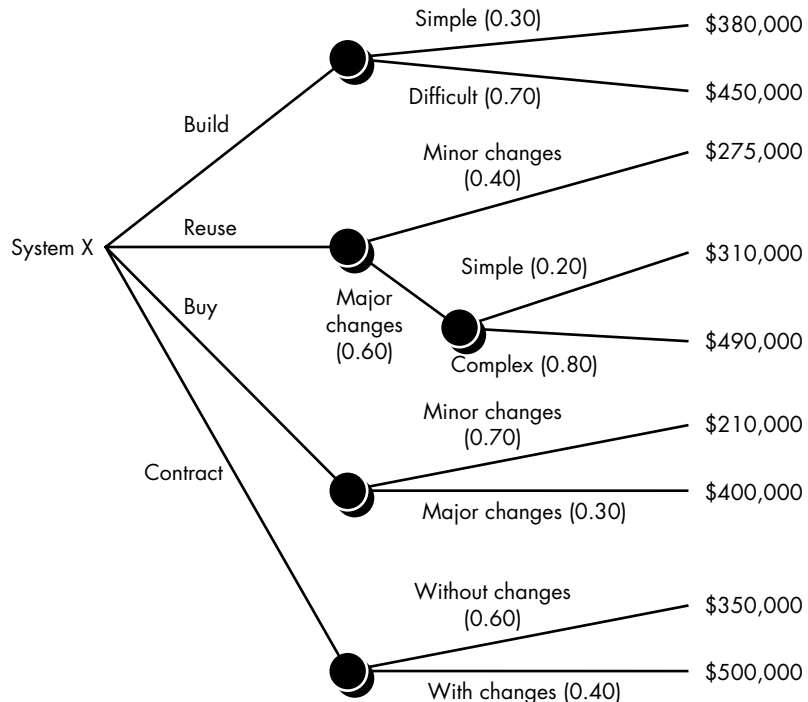 Simple (0.30)
$380,000
Difficult (0.70)
$450,000
Build
Minor changes
(0.40)
$275,000
System X
Reuse
Simple (0.20)
$310,000
Major
changes
(0.60)
Complex (0.80)
$490,000
Buy
Minor changes
(0.70)
$210,000
Contract
Major changes (0.30)
$400,000
Without changes
(0.60)
$350,000
With changes (0.40)
$500,000